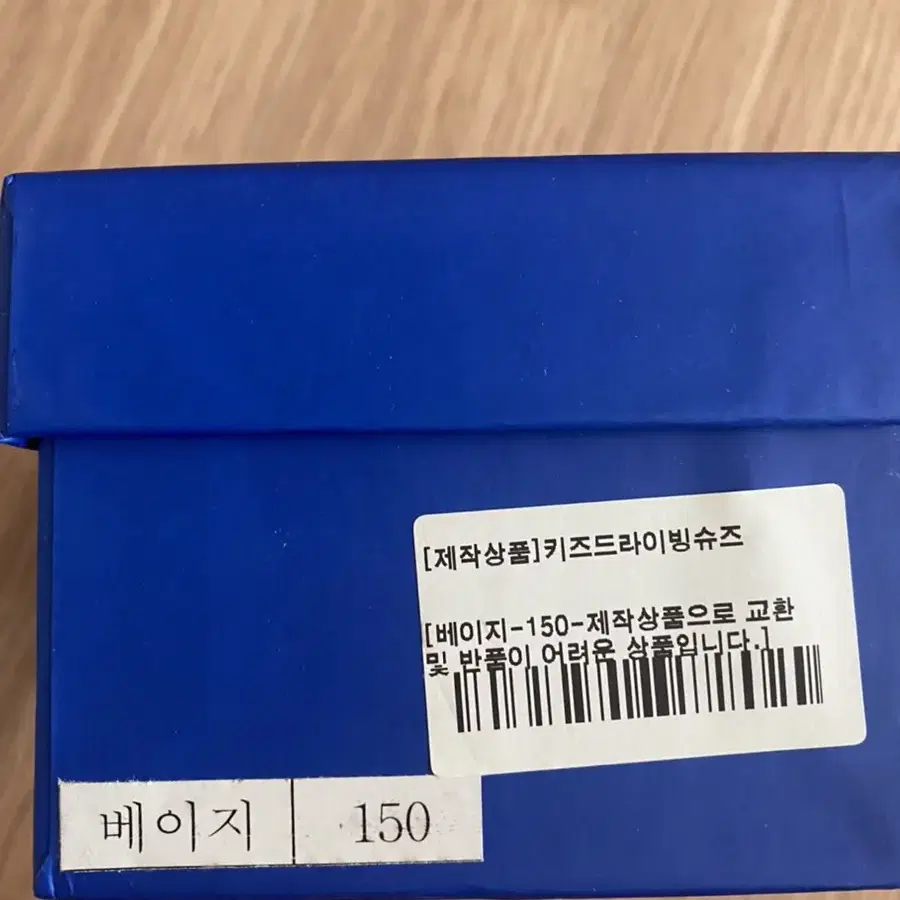 [제작상품]키즈드라이빙슈즈
[베이지-150-제작상품으로 교환
및 반품이 어려운 상품입니다.]
베이지 150